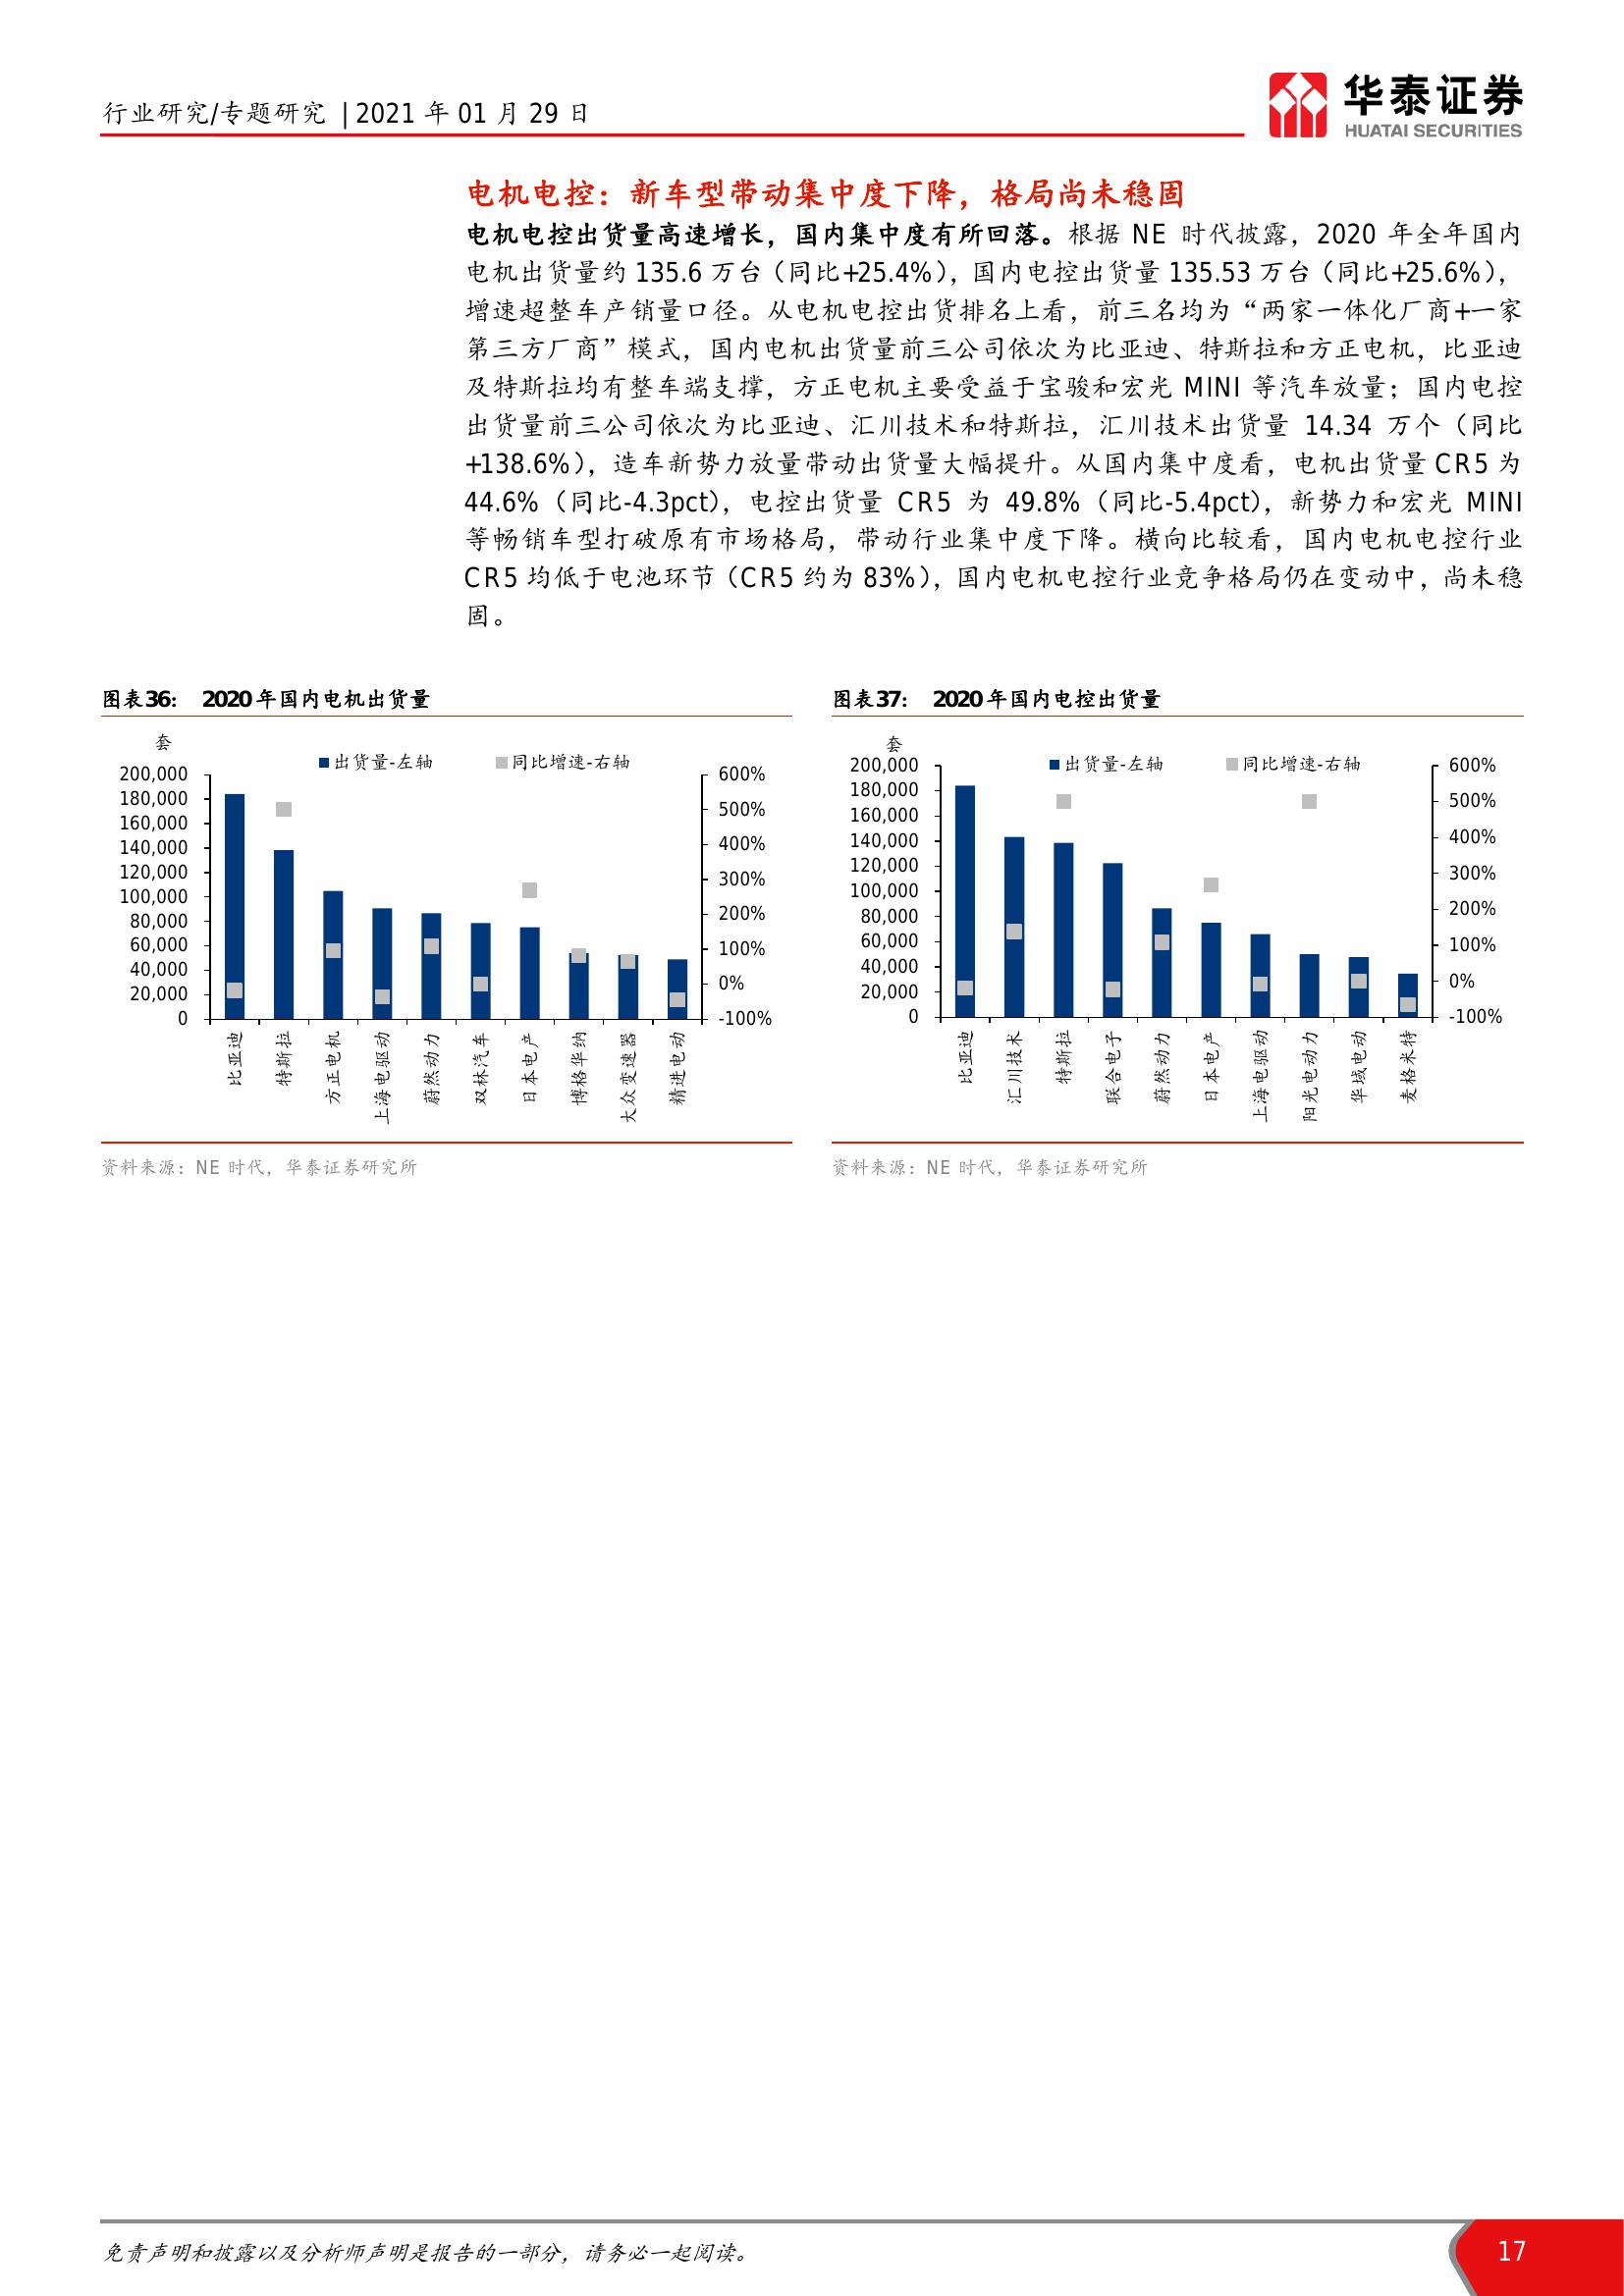 行业研究/专题研究 | 2021 年 01 月 29 日
华泰证券
HUATAI SECURITIES
电机电控：新车型带动集中度下降，格局尚未稳固
电机电控出货量高速增长，国内集中度有所回落。根据 NE 时代披露，2020 年全年国内
电机出货量约 135.6 万台（同比+25.4%），国内电控出货量 135.53 万台（同比+25.6%），
增速超整车产销量口径。从电机电控出货排名上看，前三名均为“两家一体化厂商+一家
第三方厂商”模式，国内电机出货量前三公司依次为比亚迪、特斯拉和方正电机，比亚迪
及特斯拉均有整车端支撑，方正电机主要受益于宝骏和宏光 MINI 等汽车放量；国内电控
出货量前三公司依次为比亚迪、汇川技术和特斯拉，汇川技术出货量 14.34 万个（同比
+138.6%），造车新势力放量带动出货量大幅提升。从国内集中度看，电机出货量 CR5 为
44.6%（同比-4.3pct），电控出货量 CR5 为 49.8%（同比-5.4pct），新势力和宏光 MINI
等畅销车型打破原有市场格局，带动行业集中度下降。横向比较看，国内电机电控行业
CR5 均低于电池环节（CR5 约为 83%），国内电机电控行业竞争格局仍在变动中，尚未稳
固。
图表36： 2020 年国内电机出货量
套
出货量-左轴 同比增速-右轴
200,000
180,000
160,000
140,000
120,000
100,000
80,000
60,000
40,000
20,000
0
600%
500%
400%
300%
200%
100%
0%
-100%
比亚迪
特斯拉
方正电机
上海电驱动
蔚然动力
双林汽车
日本电产
博格华纳
大众变速器
精进电动
资料来源：NE 时代，华泰证券研究所
图表37： 2020 年国内电控出货量
套
出货量-左轴 同比增速-右轴
200,000
180,000
160,000
140,000
120,000
100,000
80,000
60,000
40,000
20,000
0
600%
500%
400%
300%
200%
100%
0%
-100%
比亚迪
汇川技术
特斯拉
联合电子
蔚然动力
日本电产
上海电驱动
阳光电动力
华域电动
麦格米特
资料来源：NE 时代，华泰证券研究所
免责声明和披露以及分析师声明是报告的一部分，请务必一起阅读。
17